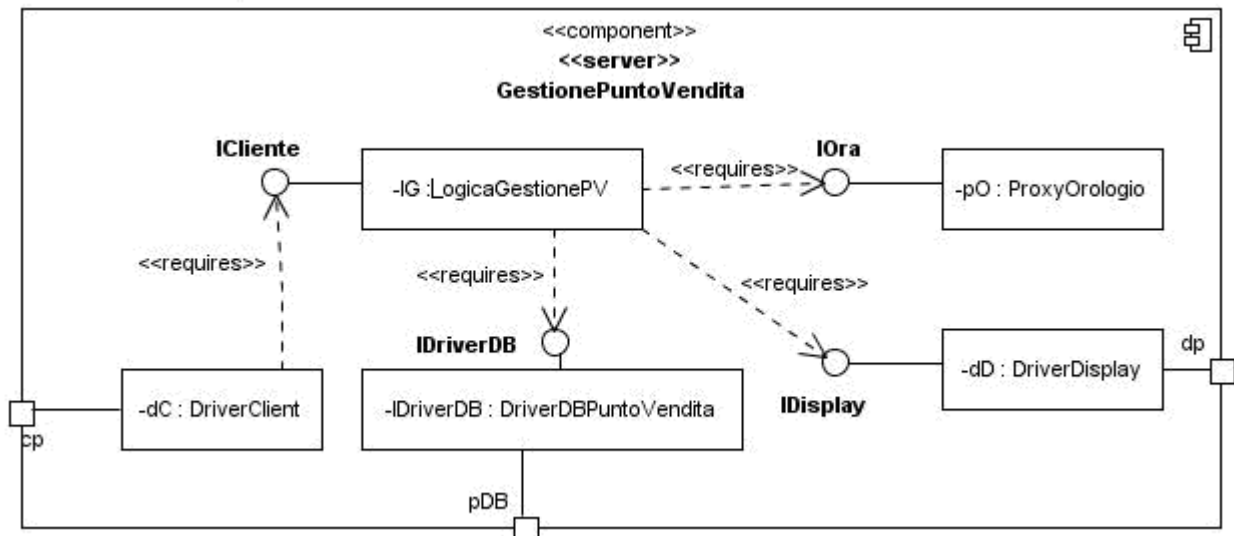 <<component>>
<<server>>
GestionePuntoVendita
ICliente
-lG :LogicaGestionePV
<<requires>>
IOra
-pO : ProxyOrologio
<<requires>>
<<requires>>
<<requires>>
IDriverDB
IDisplay
-dD : DriverDisplay
dp
-dC : DriverClient
-IDriverDB : DriverDBPuntoVendita
cp
pDB